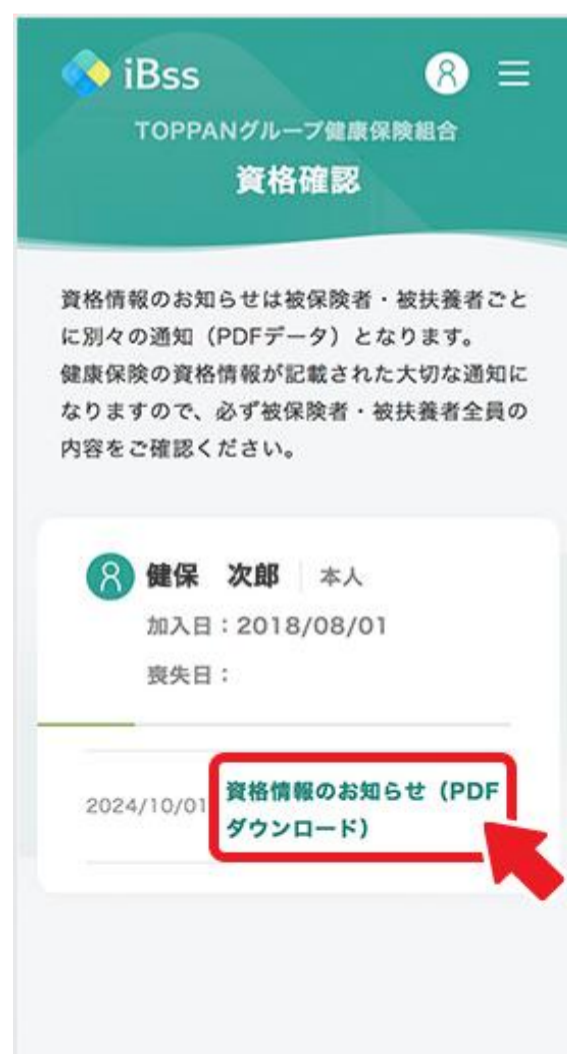 iBss
TOPPANグループ健康保険組合
資格確認
資格情報のお知らせは被保険者・被扶養者ごと
に別々の通知（PDFデータ）となります。
健康保険の資格情報が記載された大切な通知に
なりますので、必ず被保険者・被扶養者全員の
内容をご確認ください。
健保　次郎 本人
加入日：2018/08/01
喪失日：
2024/10/01 資格情報のお知らせ（PDF
ダウンロード）